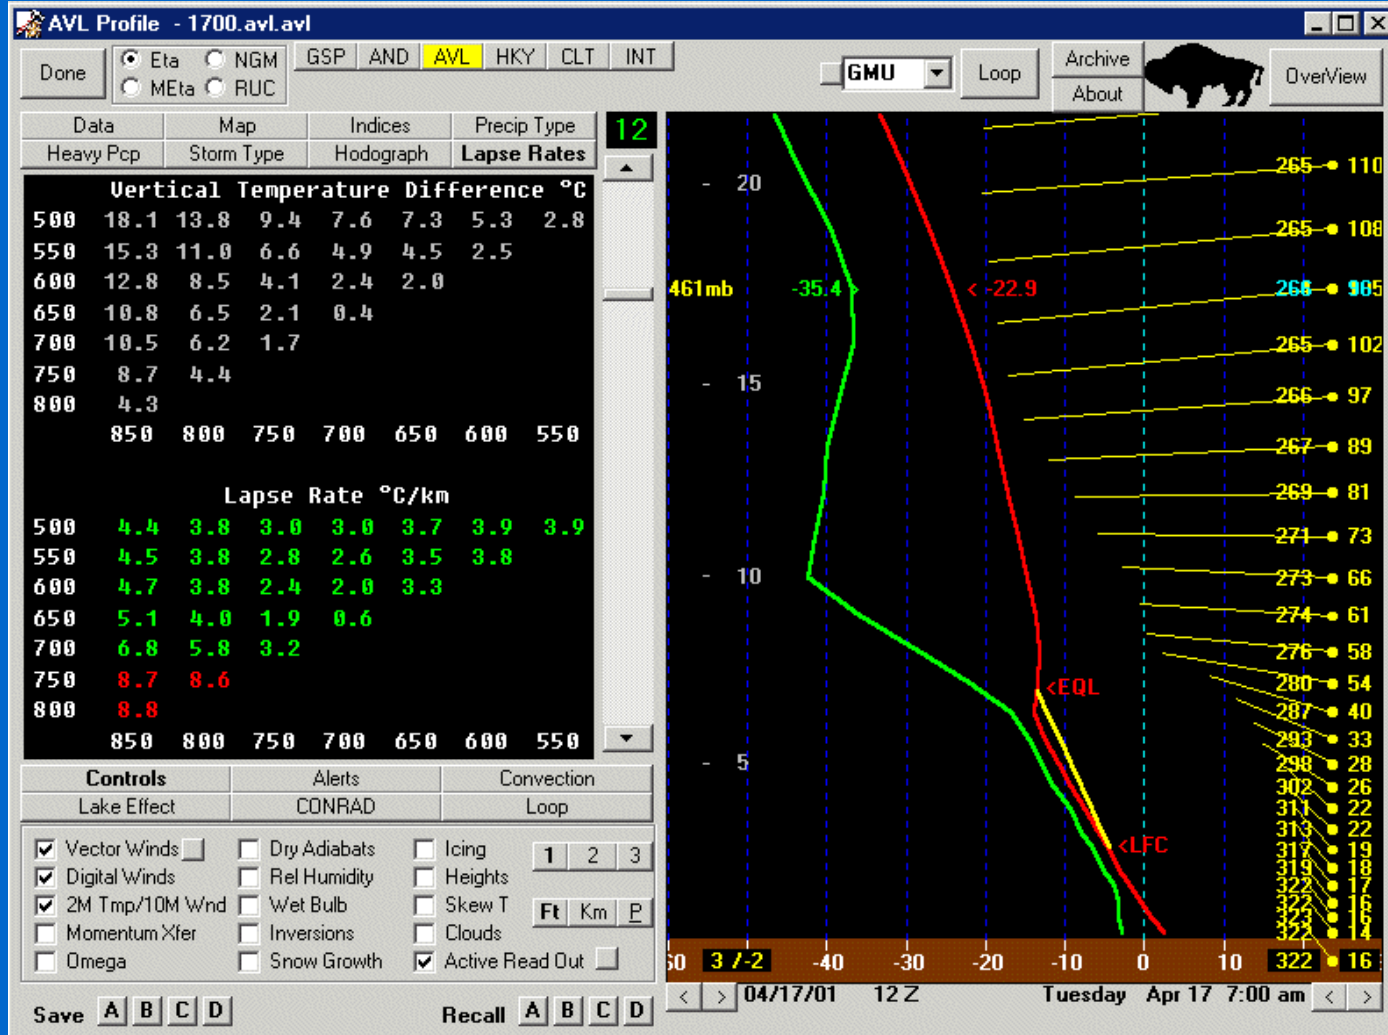 AVL Profile - 1700.avl.avl
Done
Eta NGM
MEta RUC
GSP AND AVL HKY CLT INT
GMU
Loop
Archive
About
OverView
Data Map Indices Precip Type
Heavy Pcp Storm Type Hodograph Lapse Rates
12
Vertical Temperature Difference °C
500 18.1 13.8 9.4 7.6 7.3 5.3 2.8
550 15.3 11.0 6.6 4.9 4.5 2.5
600 12.8 8.5 4.1 2.4 2.0
650 10.8 6.5 2.1 0.4
700 10.5 6.2 1.7
750 8.7 4.4
800 4.3
850 800 750 700 650 600 550
Lapse Rate °C/km
500 4.4 3.8 3.0 3.0 3.7 3.9 3.9
550 4.5 3.8 2.8 2.6 3.5 3.8
600 4.7 3.8 2.4 2.0 3.3
650 5.1 4.0 1.9 0.6
700 6.8 5.8 3.2
750 8.7 8.6
800 8.8
850 800 750 700 650 600 550
Controls Alerts Convection
Lake Effect CONRAD Loop
Vector Winds Dry Adiabats Icing 1 2 3
Digital Winds Rel Humidity Heights
2M Tmp/10M Wnd Wet Bulb Skew T Ft Km P
Momentum Xfer Inversions Clouds
Omega Snow Growth Active Read Out
Save A B C D Recall A B C D
265 110
- 20
265 108
461mb -35.4 > < -22.9
265 102
- 15
266 97
267 89
269 81
271 73
- 10
273 66
274 61
276 58
280 54
<EQL
287 40
293 33
- 5
298 28
302 26
311 22
313 22
<LFC
317 19
319 18
322 17
322 16
323 16
323 14
3 /-2 -40 -30 -20 -10 0 10 322 16
< > 04/17/01 12 Z Tuesday Apr 17 7:00 am < >